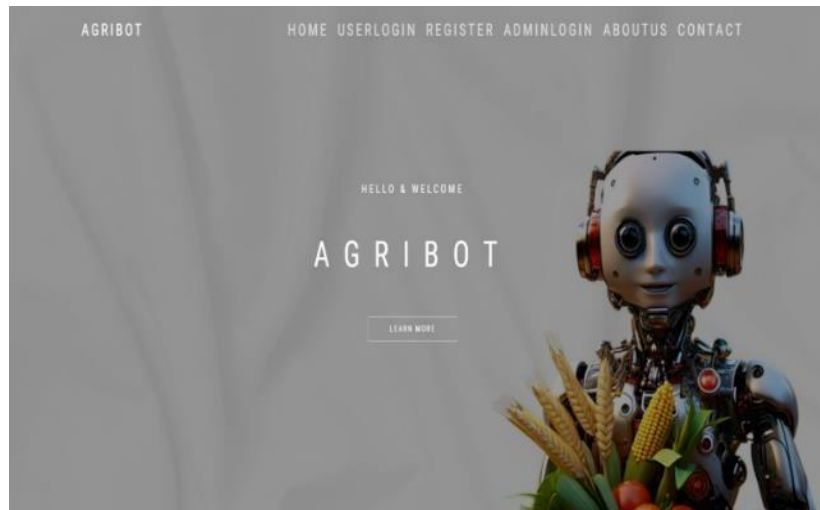 AGRIBOT
HOME USERLOGIN REGISTER ADMINLOGIN ABOUTUS CONTACT
HELLO & WELCOME
AGRIBOT
LEARN MORE